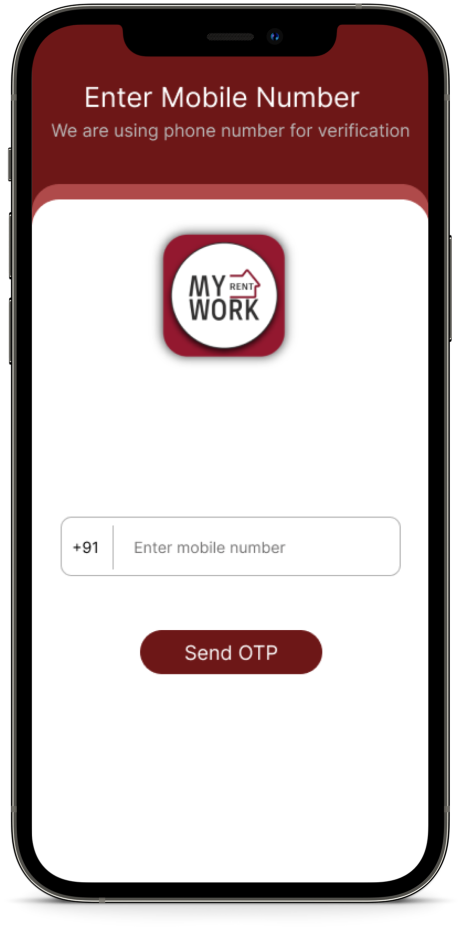 Enter Mobile Number
We are using phone number for verification
MY RENT
WORK
+91 Enter mobile number
Send OTP